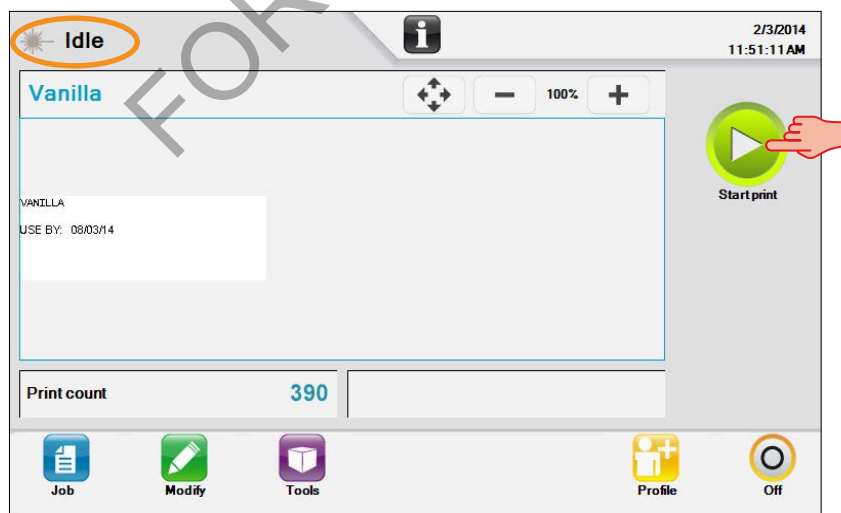 Idle
2/3/2014
11:51:11 AM
Vanilla
100%
VANILLA
USE BY: 08/03/14
Start print
Print count 390
Job Modify Tools Profile Off
FOR